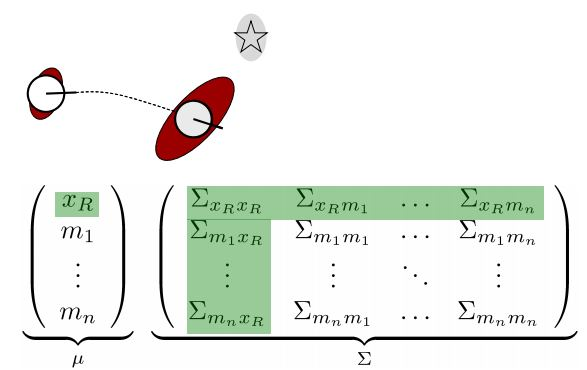 x_R Σ_{x_R x_R} Σ_{x_R m_1} … Σ_{x_R m_n}
m_1 Σ_{m_1 x_R} Σ_{m_1 m_1} … Σ_{m_1 m_n}
⋮ ⋮ ⋮ ⋱ ⋮
m_n Σ_{m_n x_R} Σ_{m_n m_1} … Σ_{m_n m_n}
μ Σ